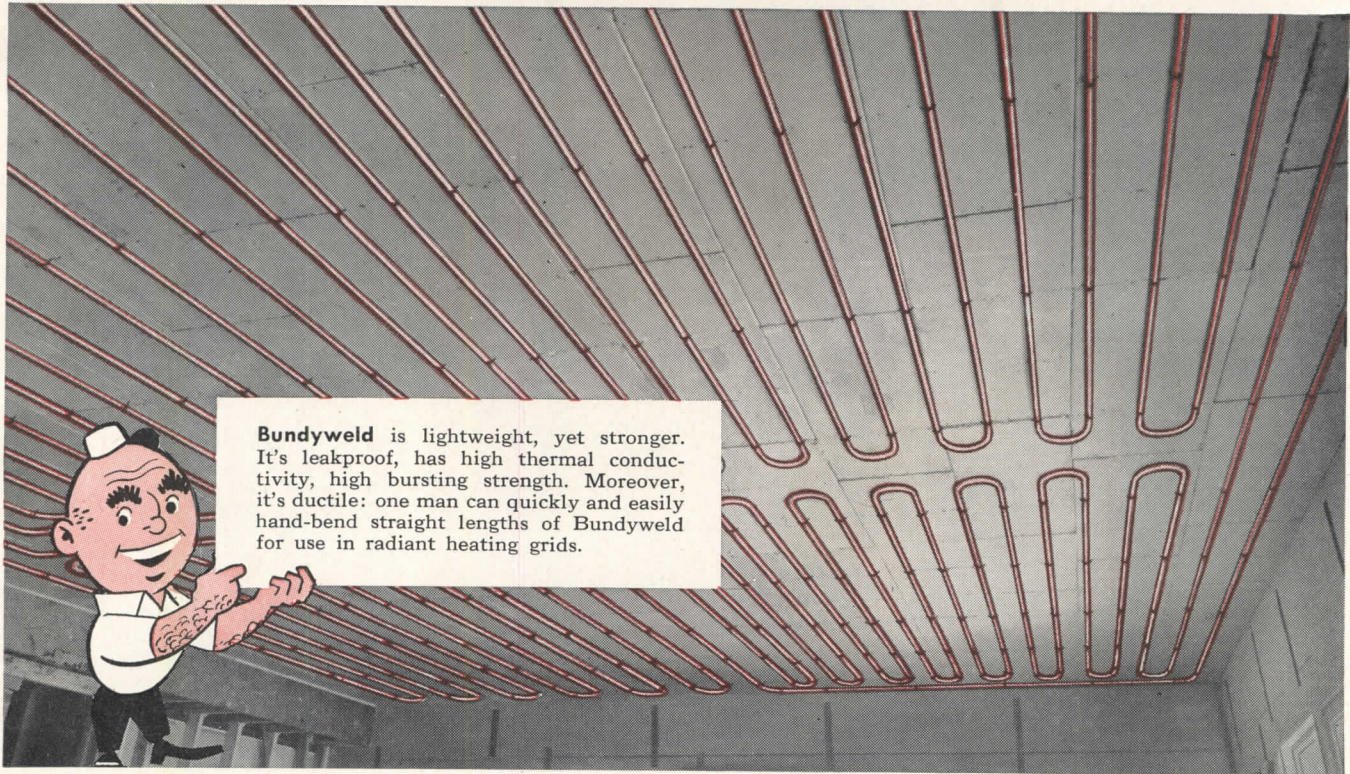 Bundyweld is lightweight, yet stronger.
It's leakproof, has high thermal conduc-
tivity, high bursting strength. Moreover,
it's ductile: one man can quickly and easily
hand-bend straight lengths of Bundyweld
for use in radiant heating grids.